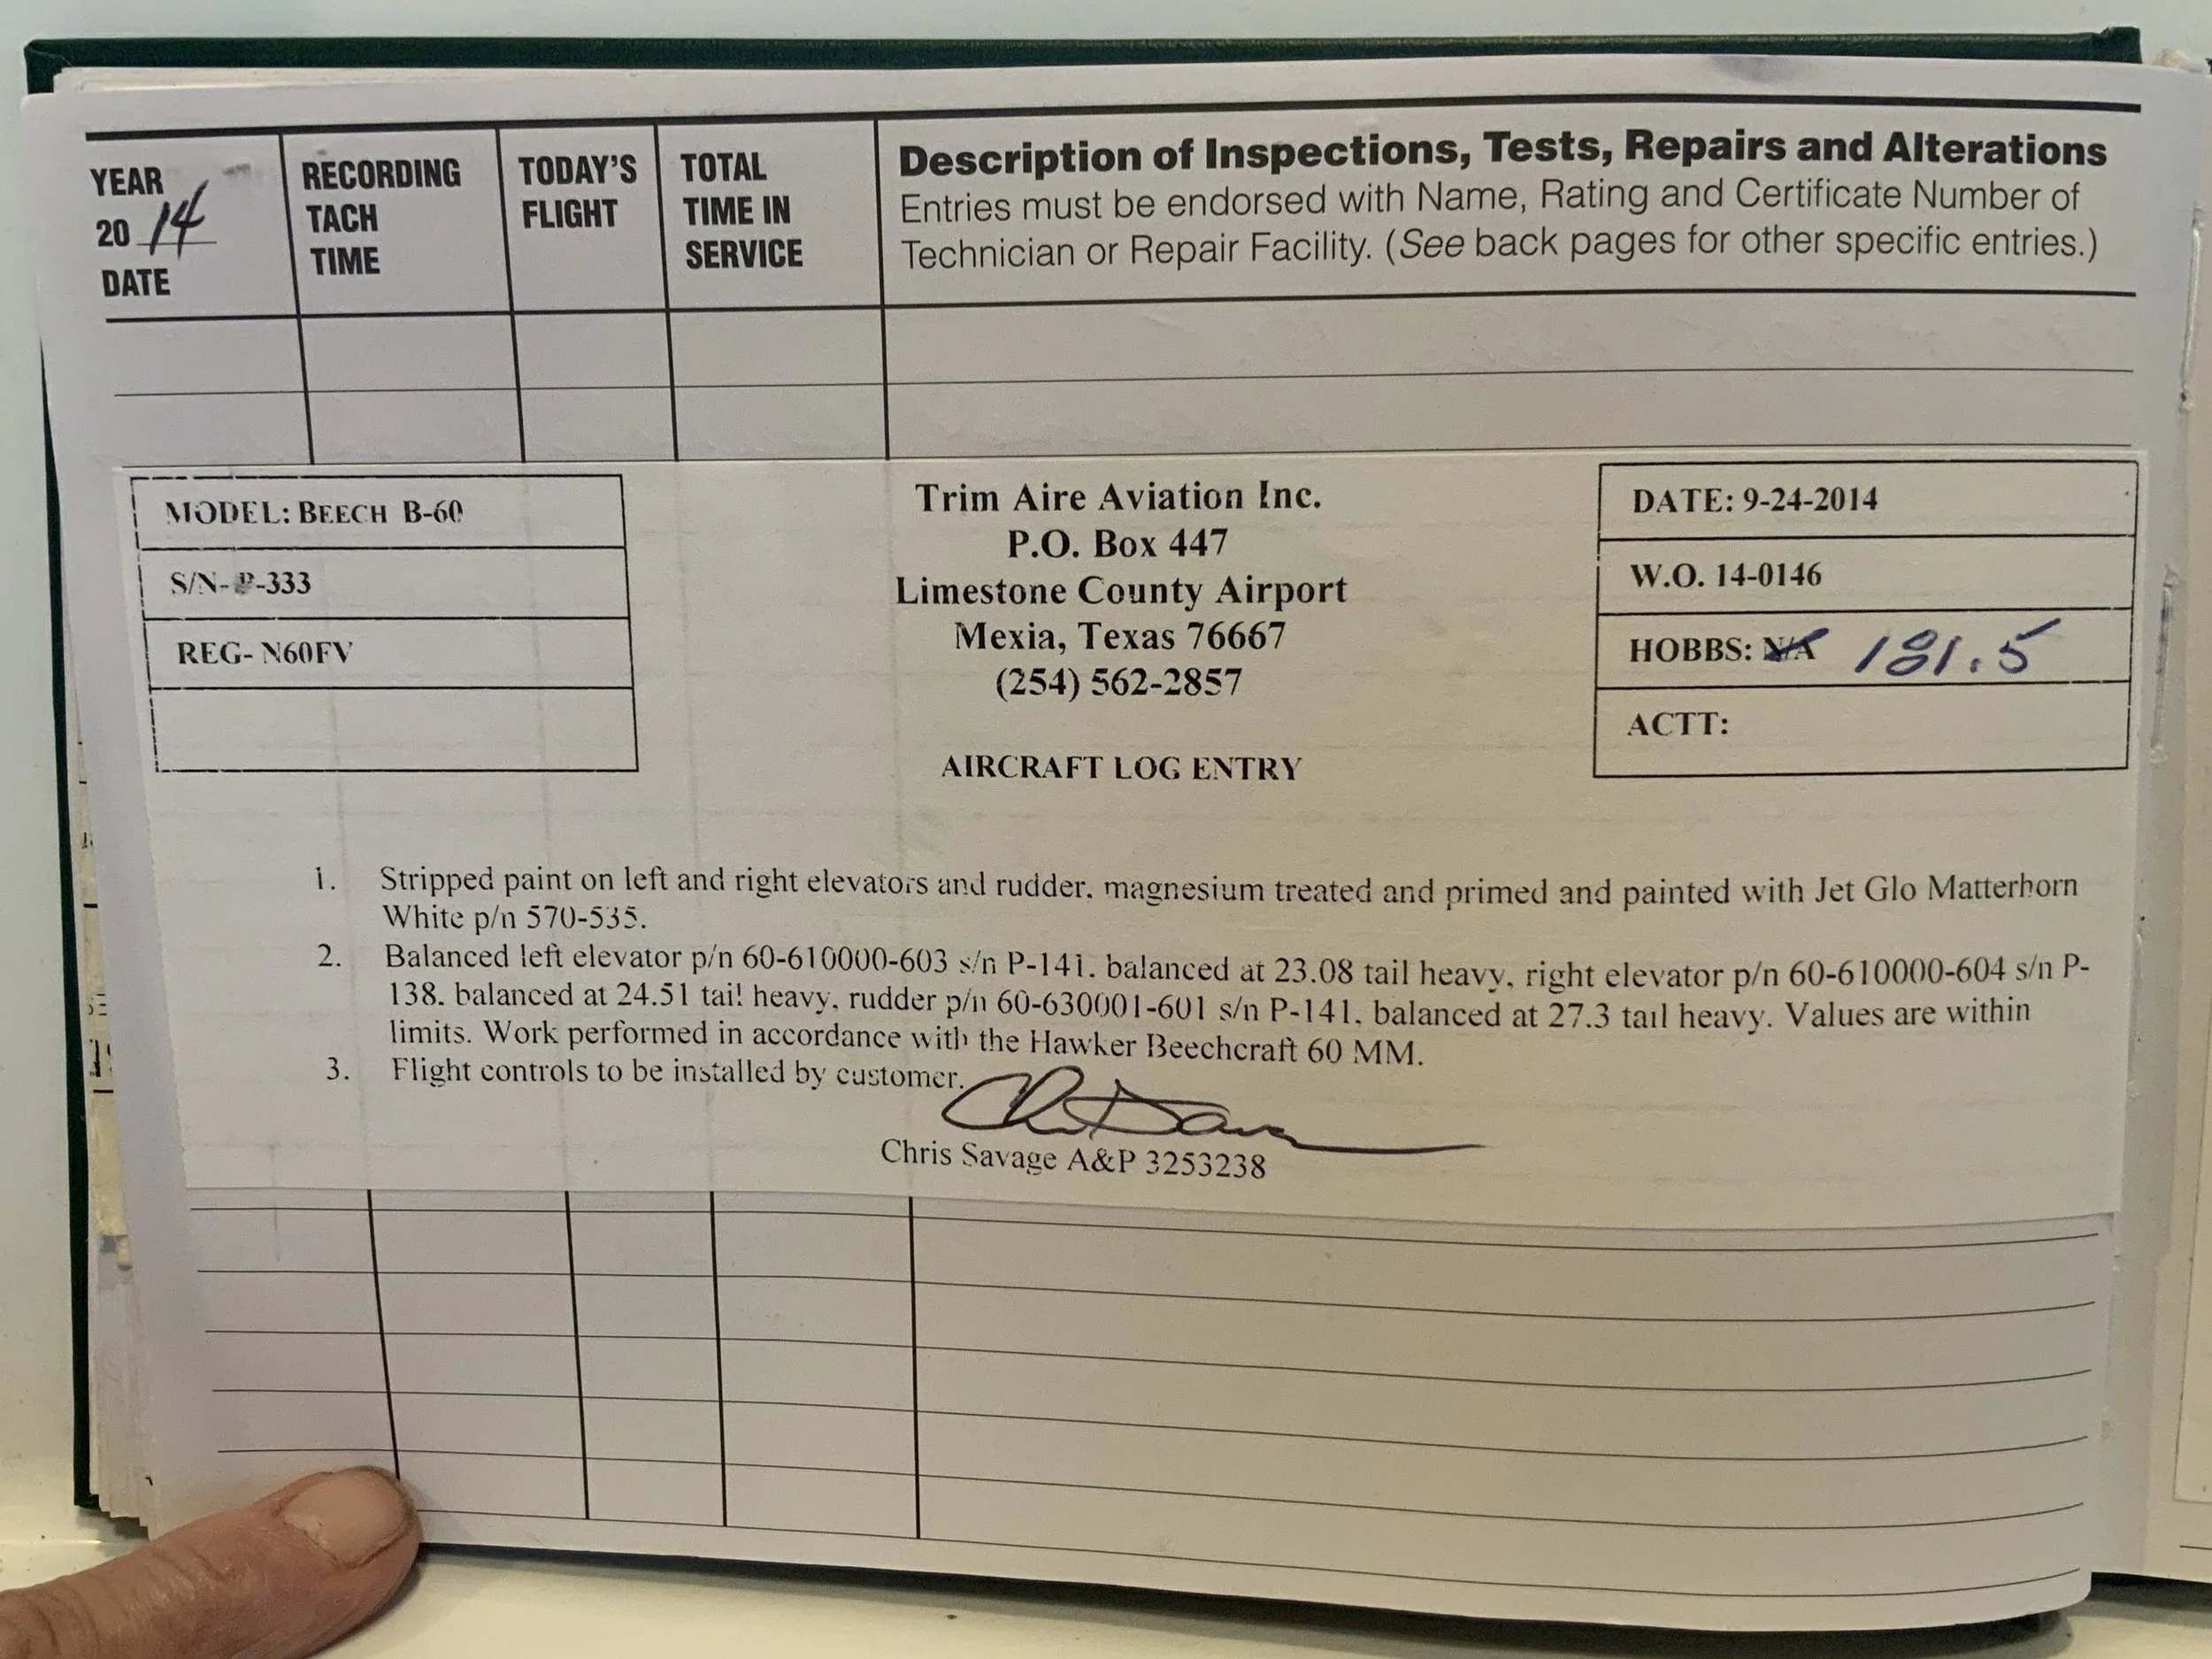 YEAR
2014
DATE
RECORDING
TACH
TIME
TODAY'S
FLIGHT
TOTAL
TIME IN
SERVICE
Description of Inspections, Tests, Repairs and Alterations
Entries must be endorsed with Name, Rating and Certificate Number of
Technician or Repair Facility. (See back pages for other specific entries.)
MODEL: BEECH B-60
S/N- P-333
REG- N60FV
Trim Aire Aviation Inc.
P.O. Box 447
Limestone County Airport
Mexia, Texas 76667
(254) 562-2857
AIRCRAFT LOG ENTRY
DATE: 9-24-2014
W.O. 14-0146
HOBBS: N/A 181.5
ACTT:
1. Stripped paint on left and right elevators and rudder, magnesium treated and primed and painted with Jet Glo Matterhorn
White p/n 570-535.
2. Balanced left elevator p/n 60-610000-603 s/n P-141, balanced at 23.08 tail heavy, right elevator p/n 60-610000-604 s/n P-
138, balanced at 24.51 tail heavy, rudder p/n 60-630001-601 s/n P-141, balanced at 27.3 tail heavy. Values are within
limits. Work performed in accordance with the Hawker Beechcraft 60 MM.
3. Flight controls to be installed by customer.
Chris Savage A&P 3253238